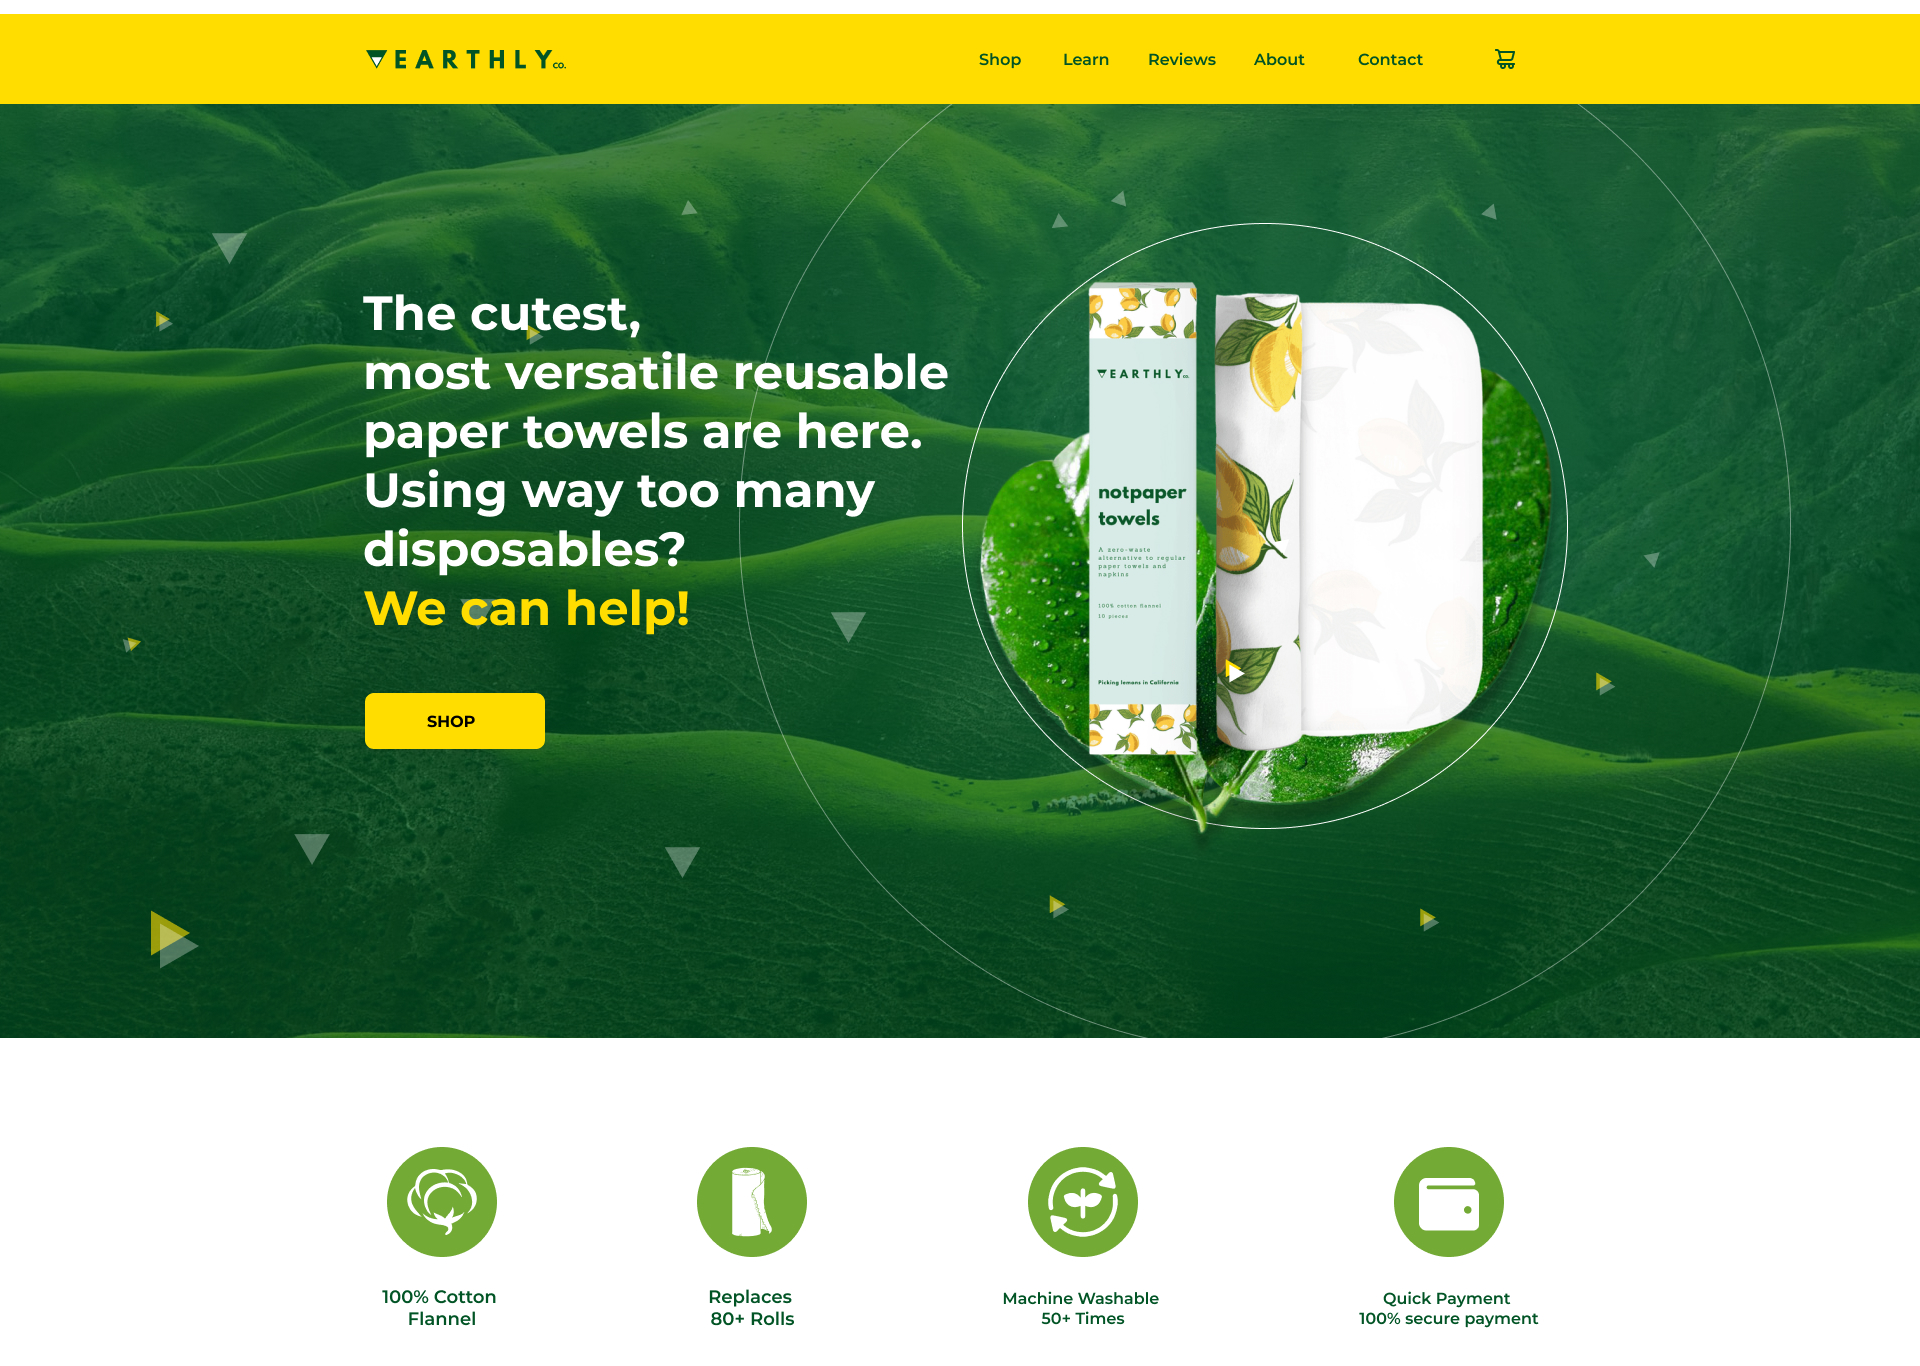 EARTHLY co.
Shop
Learn
Reviews
About
Contact
The cutest,
most versatile reusable
paper towels are here.
Using way too many
disposables?
We can help!
SHOP
EARTHLY co.
notpaper
towels
A zero-waste
alternative to regular
paper towels and
napkins
100% cotton flannel
10 pieces
Picking lemons in California
100% Cotton
Flannel
Replaces
80+ Rolls
Machine Washable
50+ Times
Quick Payment
100% secure payment